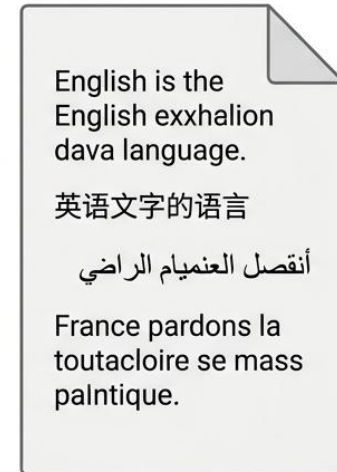 English is the
English exxhalion
dava language.
英语文字的语言
أنقصل العنميام الراضي
France pardons la
toutacloire se mass
palntique.